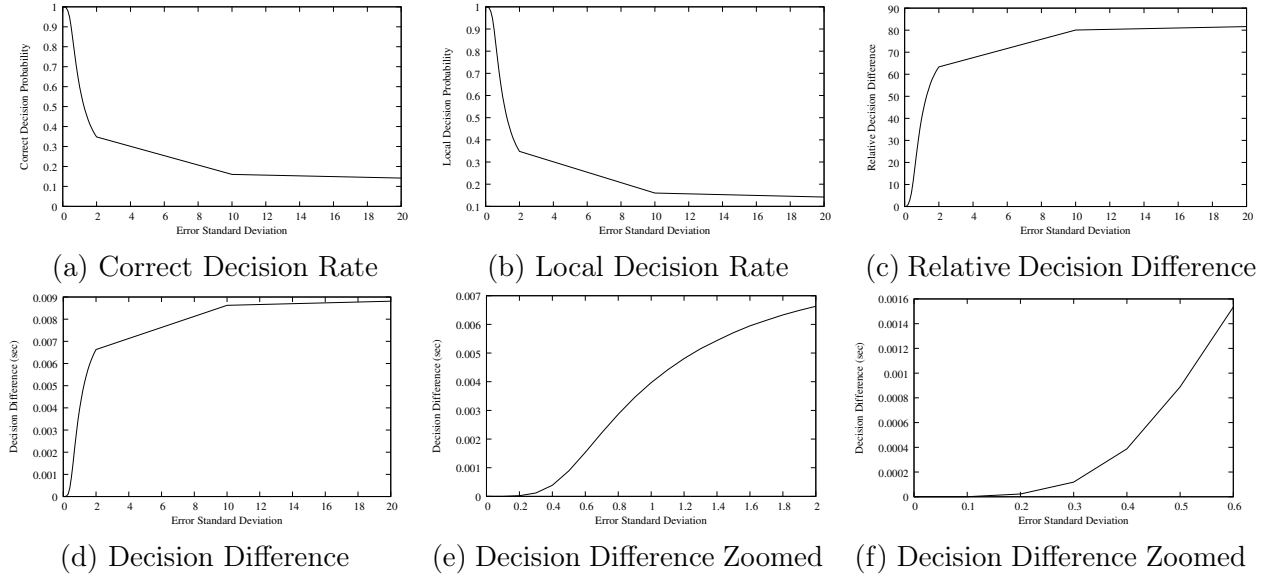 1
0.9
0.8
0.7
0.6
0.5
0.4
0.3
0.2
0.1
0
Correct Decision Probability
0 2 4 6 8 10 12 14 16 18 20
Error Standard Deviation
(a) Correct Decision Rate
1
0.9
0.8
0.7
0.6
0.5
0.4
0.3
0.2
0.1
Local Decision Probability
0 2 4 6 8 10 12 14 16 18 20
Error Standard Deviation
(b) Local Decision Rate
90
80
70
60
50
40
30
20
10
0
Relative Decision Difference
0 2 4 6 8 10 12 14 16 18 20
Error Standard Deviation
(c) Relative Decision Difference
0.009
0.008
0.007
0.006
0.005
0.004
0.003
0.002
0.001
0
Decision Difference (sec)
0 2 4 6 8 10 12 14 16 18 20
Error Standard Deviation
(d) Decision Difference
0.007
0.006
0.005
0.004
0.003
0.002
0.001
0
Decision Difference (sec)
0 0.2 0.4 0.6 0.8 1 1.2 1.4 1.6 1.8 2
Error Standard Deviation
(e) Decision Difference Zoomed
0.0016
0.0014
0.0012
0.001
0.0008
0.0006
0.0004
0.0002
0
Decision Difference (sec)
0 0.1 0.2 0.3 0.4 0.5 0.6
Error Standard Deviation
(f) Decision Difference Zoomed